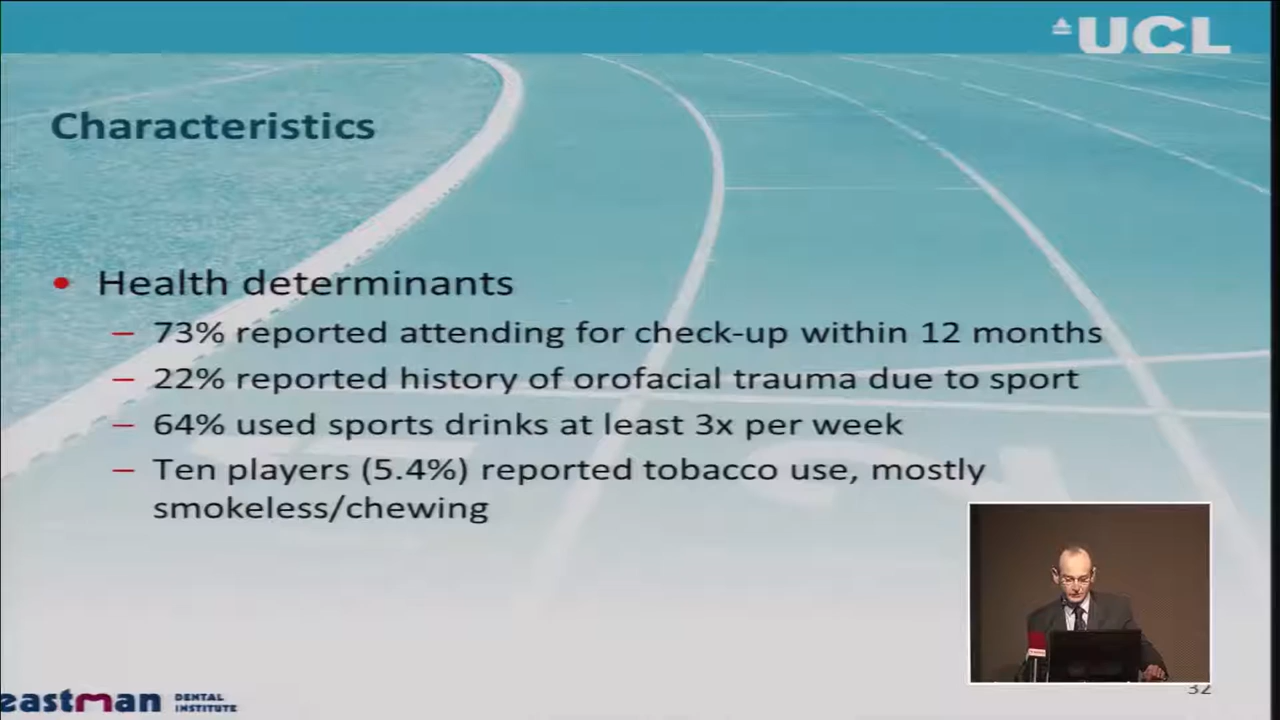 UCL
Characteristics
• Health determinants
– 73% reported attending for check-up within 12 months
– 22% reported history of orofacial trauma due to sport
– 64% used sports drinks at least 3x per week
– Ten players (5.4%) reported tobacco use, mostly
smokeless/chewing
32
eastman DENTAL
INSTITUTE